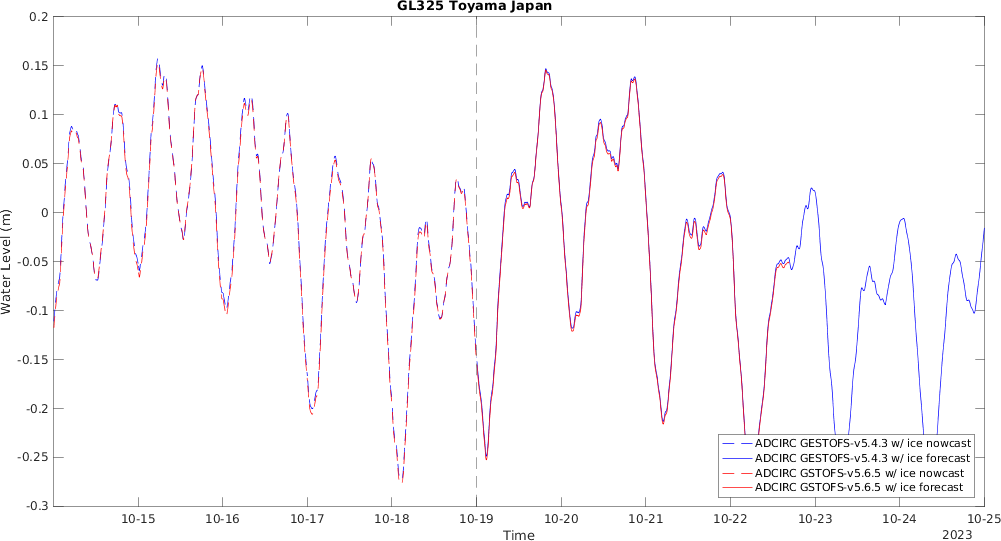 GL325 Toyama Japan
0.2
0.15
0.1
0.05
0
-0.05
-0.1
-0.15
-0.2
-0.25
-0.3
Water Level (m)
ADCIRC GESTOFS-v5.4.3 w/ ice nowcast
ADCIRC GESTOFS-v5.4.3 w/ ice forecast
ADCIRC GSTOFS-v5.6.5 w/ ice nowcast
ADCIRC GSTOFS-v5.6.5 w/ ice forecast
10-15 10-16 10-17 10-18 10-19 10-20 10-21 10-22 10-23 10-24 10-25
Time
2023